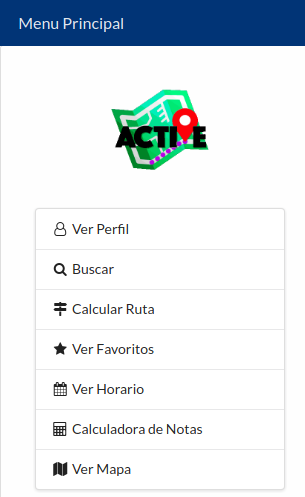 Menu Principal
ACTIVE
Ver Perfil
Buscar
Calcular Ruta
Ver Favoritos
Ver Horario
Calculadora de Notas
Ver Mapa